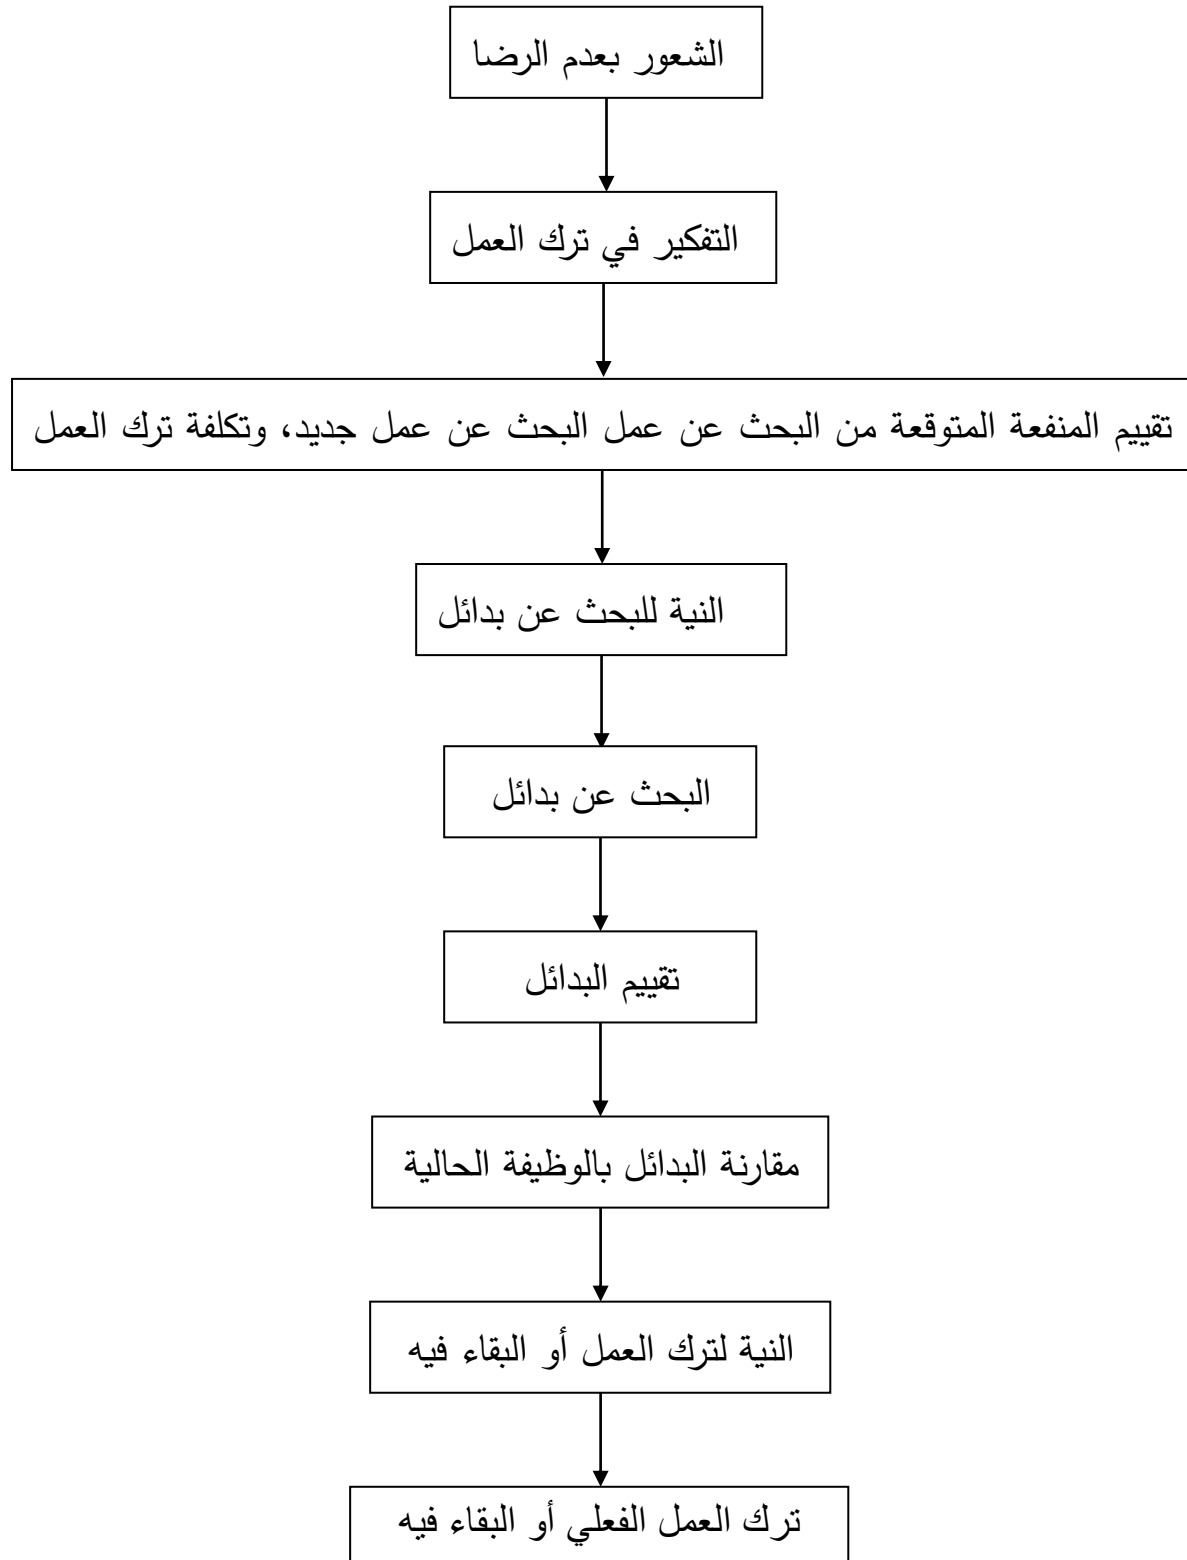 الشعور بعدم الرضا
التفكير في ترك العمل
تقييم المنفعة المتوقعة من البحث عن عمل البحث عن عمل جديد، وتكلفة ترك العمل
النية للبحث عن بدائل
البحث عن بدائل
تقييم البدائل
مقارنة البدائل بالوظيفة الحالية
النية لترك العمل أو البقاء فيه
ترك العمل الفعلي أو البقاء فيه